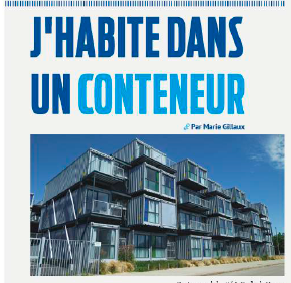 J'HABITE DANS
UN CONTENEUR
Par Marie Gillaux